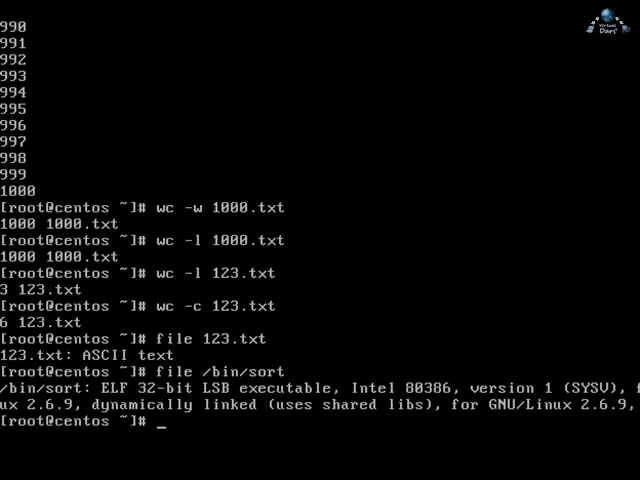 Virtual
Dars
990
991
992
993
994
995
996
997
998
999
1000
[root@centos ~]# wc -w 1000.txt
1000 1000.txt
[root@centos ~]# wc -l 1000.txt
1000 1000.txt
[root@centos ~]# wc -l 123.txt
3 123.txt
[root@centos ~]# wc -c 123.txt
6 123.txt
[root@centos ~]# file 123.txt
123.txt: ASCII text
[root@centos ~]# file /bin/sort
/bin/sort: ELF 32-bit LSB executable, Intel 80386, version 1 (SYSV), f
ux 2.6.9, dynamically linked (uses shared libs), for GNU/Linux 2.6.9,
[root@centos ~]# _